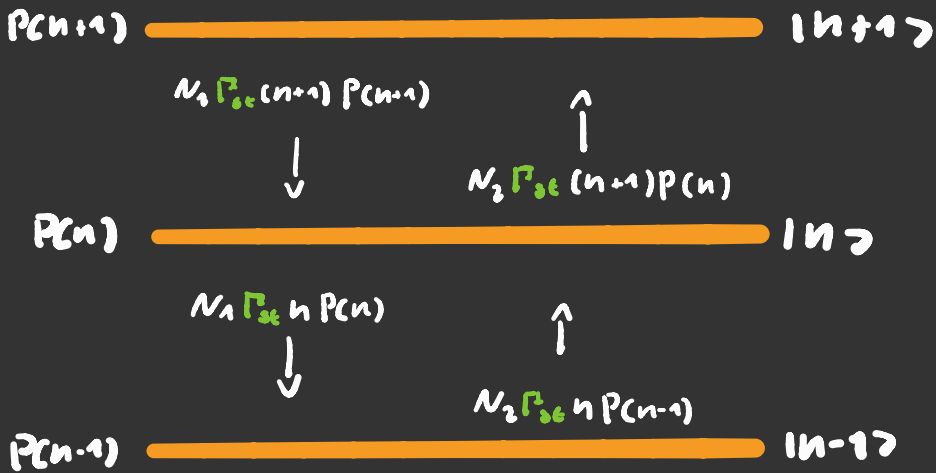 P(n+1) |n+1>
N₁ Γₛₜ (n+1) P(n+1)
N₂ Γₛₜ (n+1) P(n)
P(n) |n>
N₁ Γₛₜ n P(n)
N₂ Γₛₜ n P(n-1)
P(n-1) |n-1>